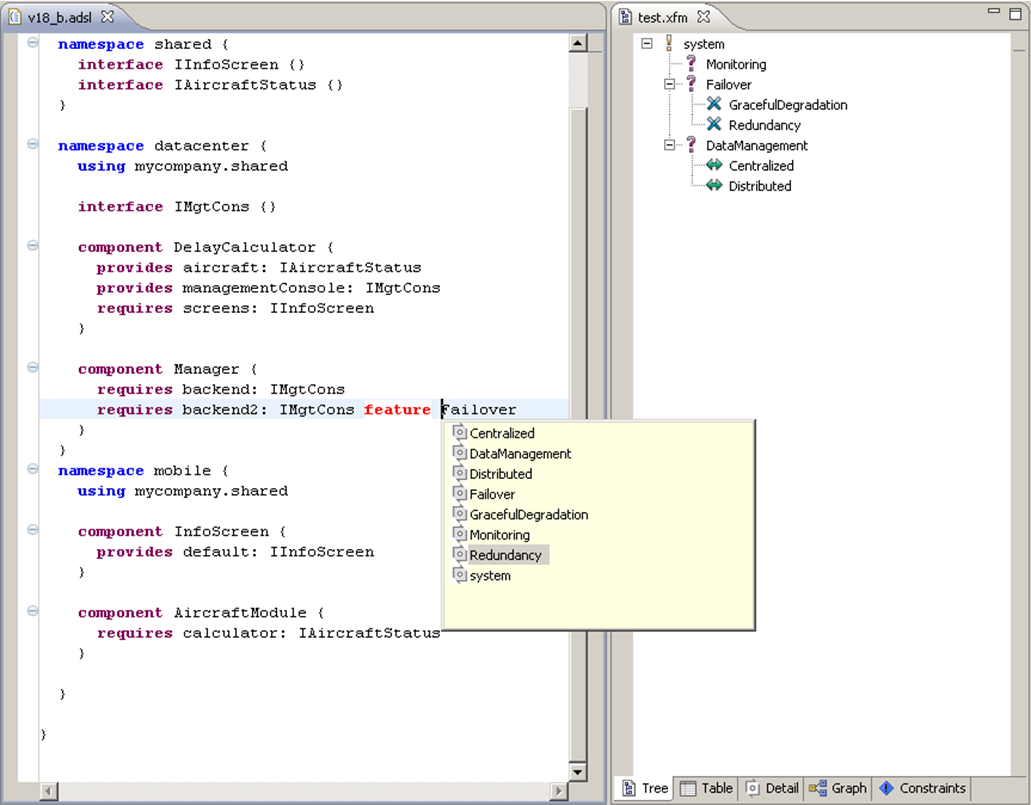 v18_b.adsl
namespace shared {
interface IInfoScreen {}
interface IAircraftStatus {}
}
namespace datacenter {
using mycompany.shared
interface IMgtCons {}
component DelayCalculator {
provides aircraft: IAircraftStatus
provides managementConsole: IMgtCons
requires screens: IInfoScreen
}
component Manager {
requires backend: IMgtCons
requires backend2: IMgtCons feature Failover
}
}
namespace mobile {
using mycompany.shared
component InfoScreen {
provides default: IInfoScreen
}
component AircraftModule {
requires calculator: IAircraftStatus
}
}
}
Centralized
DataManagement
Distributed
Failover
GracefulDegradation
Monitoring
Redundancy
system
test.xfm
system
Monitoring
Failover
GracefulDegradation
Redundancy
DataManagement
Centralized
Distributed
Tree Table Detail Graph Constraints